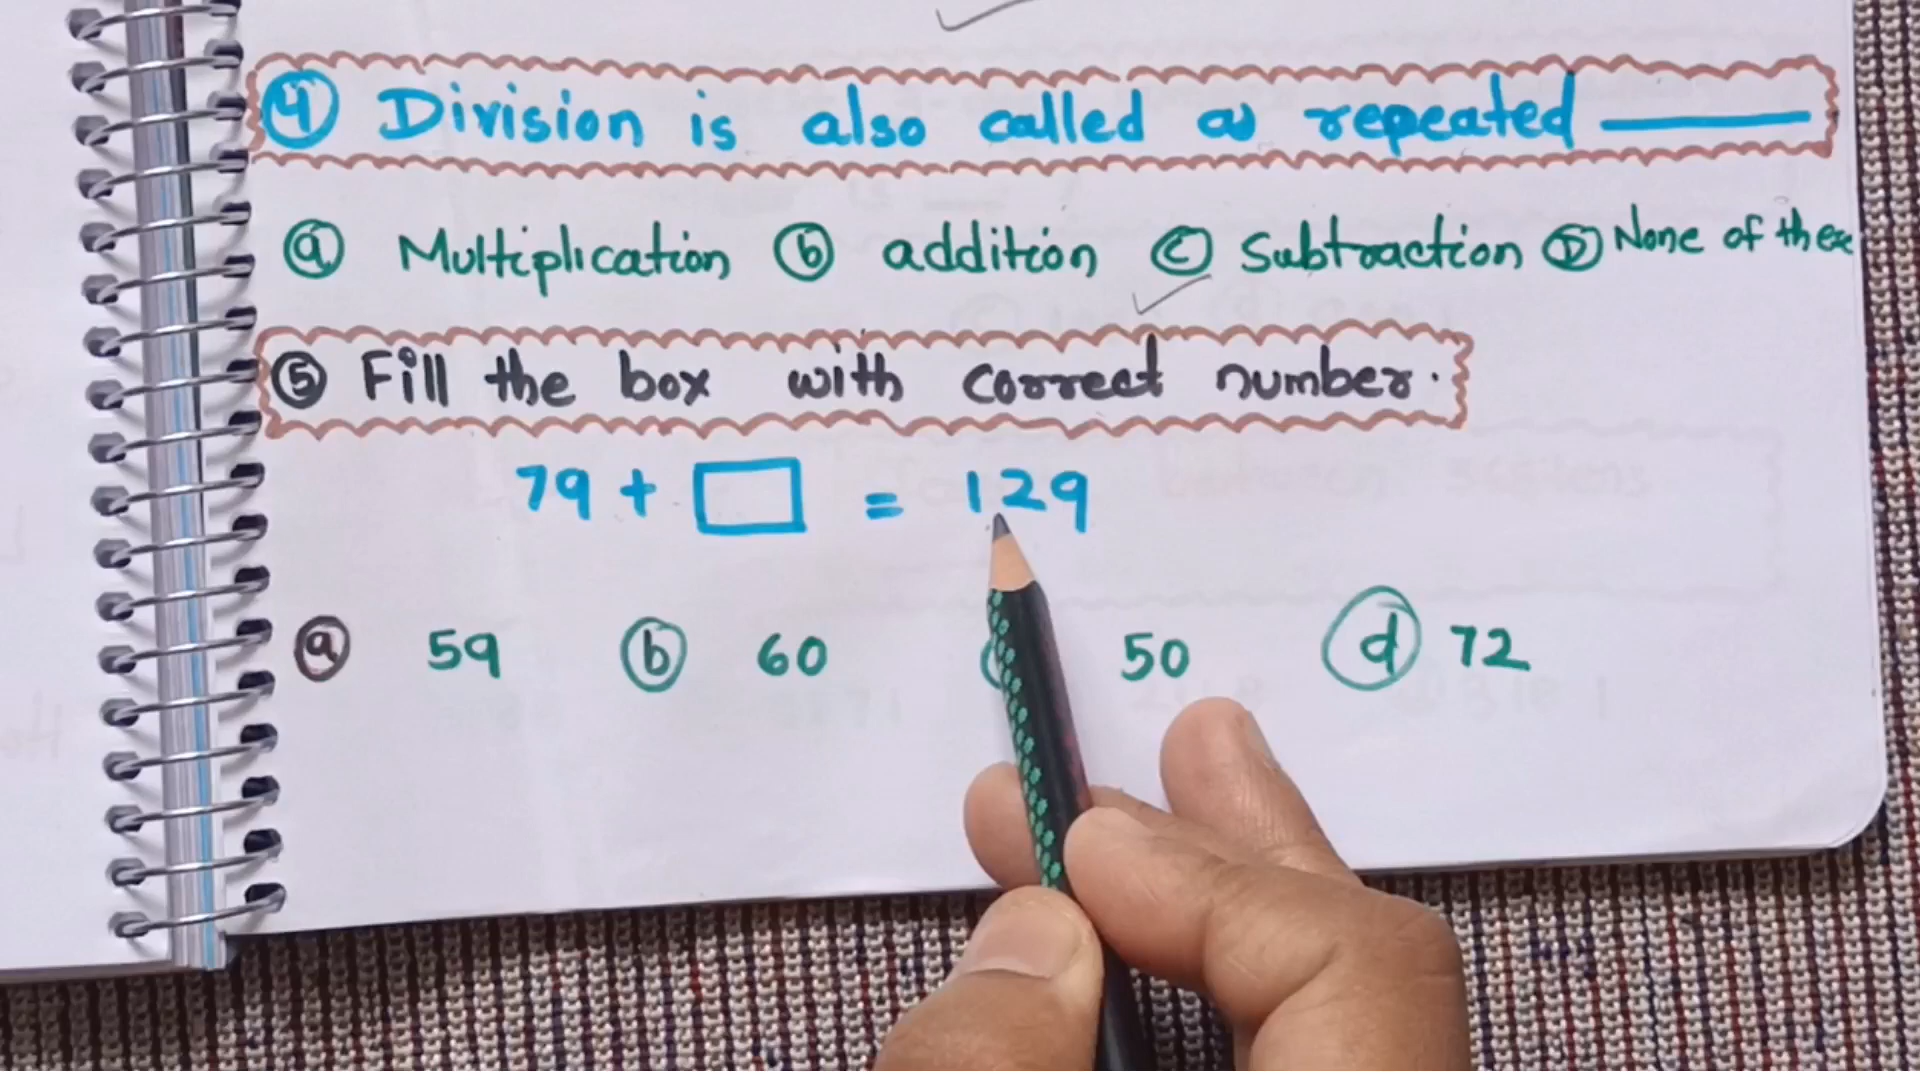 4 Division is also called as repeated ____
a Multiplication b addition c Subtraction D None of these
5 Fill the box with correct number.
79 + □ = 129
a 59 b 60 50 d 72